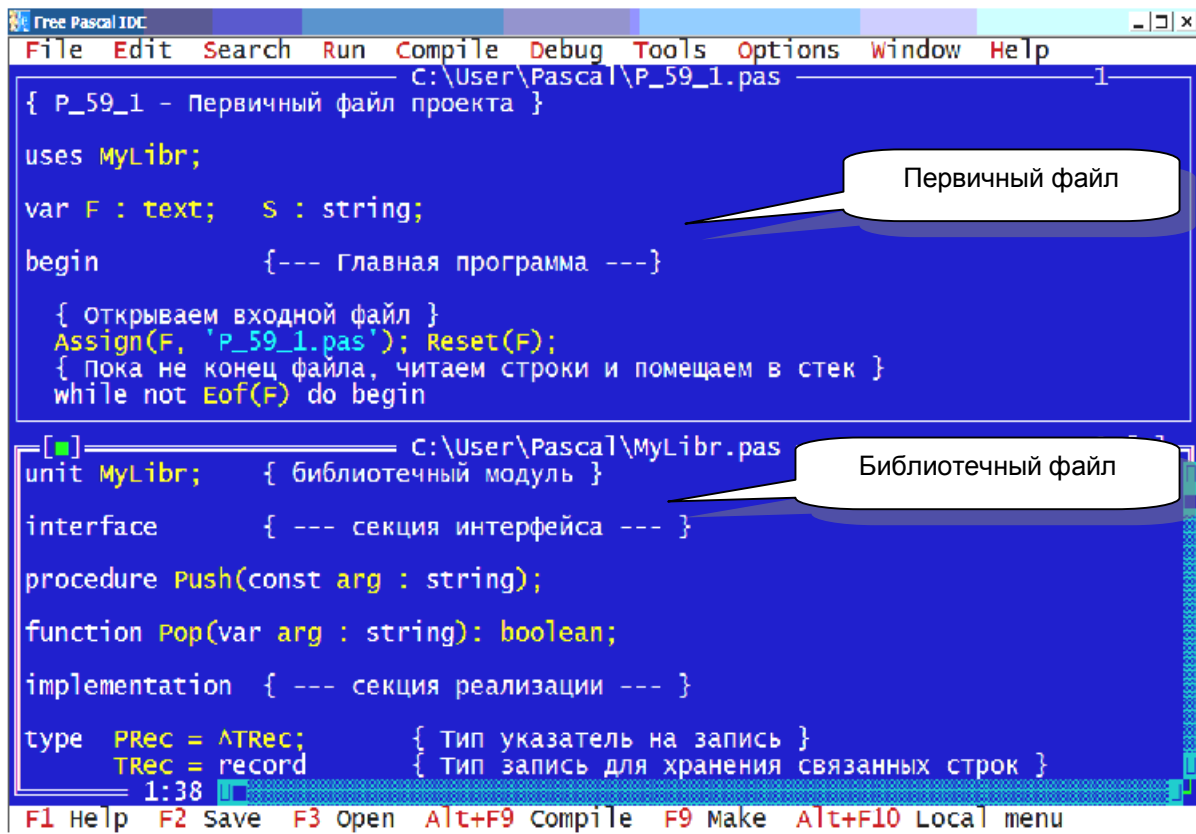 Free Pascal IDE
File Edit Search Run Compile Debug Tools Options Window Help
C:\User\Pascal\P_59_1.pas 1
{ P_59_1 – Первичный файл проекта }
uses MyLibr;
Первичный файл
var F : text; S : string;
begin {--- Главная программа ---}
{ Открываем входной файл }
Assign(F, 'P_59_1.pas'); Reset(F);
{ Пока не конец файла, читаем строки и помещаем в стек }
while not Eof(F) do begin
C:\User\Pascal\MyLibr.pas
Библиотечный файл
unit MyLibr; { библиотечный модуль }
interface { --- секция интерфейса --- }
procedure Push(const arg : string);
function Pop(var arg : string): boolean;
implementation { --- секция реализации --- }
type PRec = ^TRec; { Тип указатель на запись }
TRec = record { Тип запись для хранения связанных строк }
1:38
F1 Help F2 Save F3 Open Alt+F9 Compile F9 Make Alt+F10 Local menu